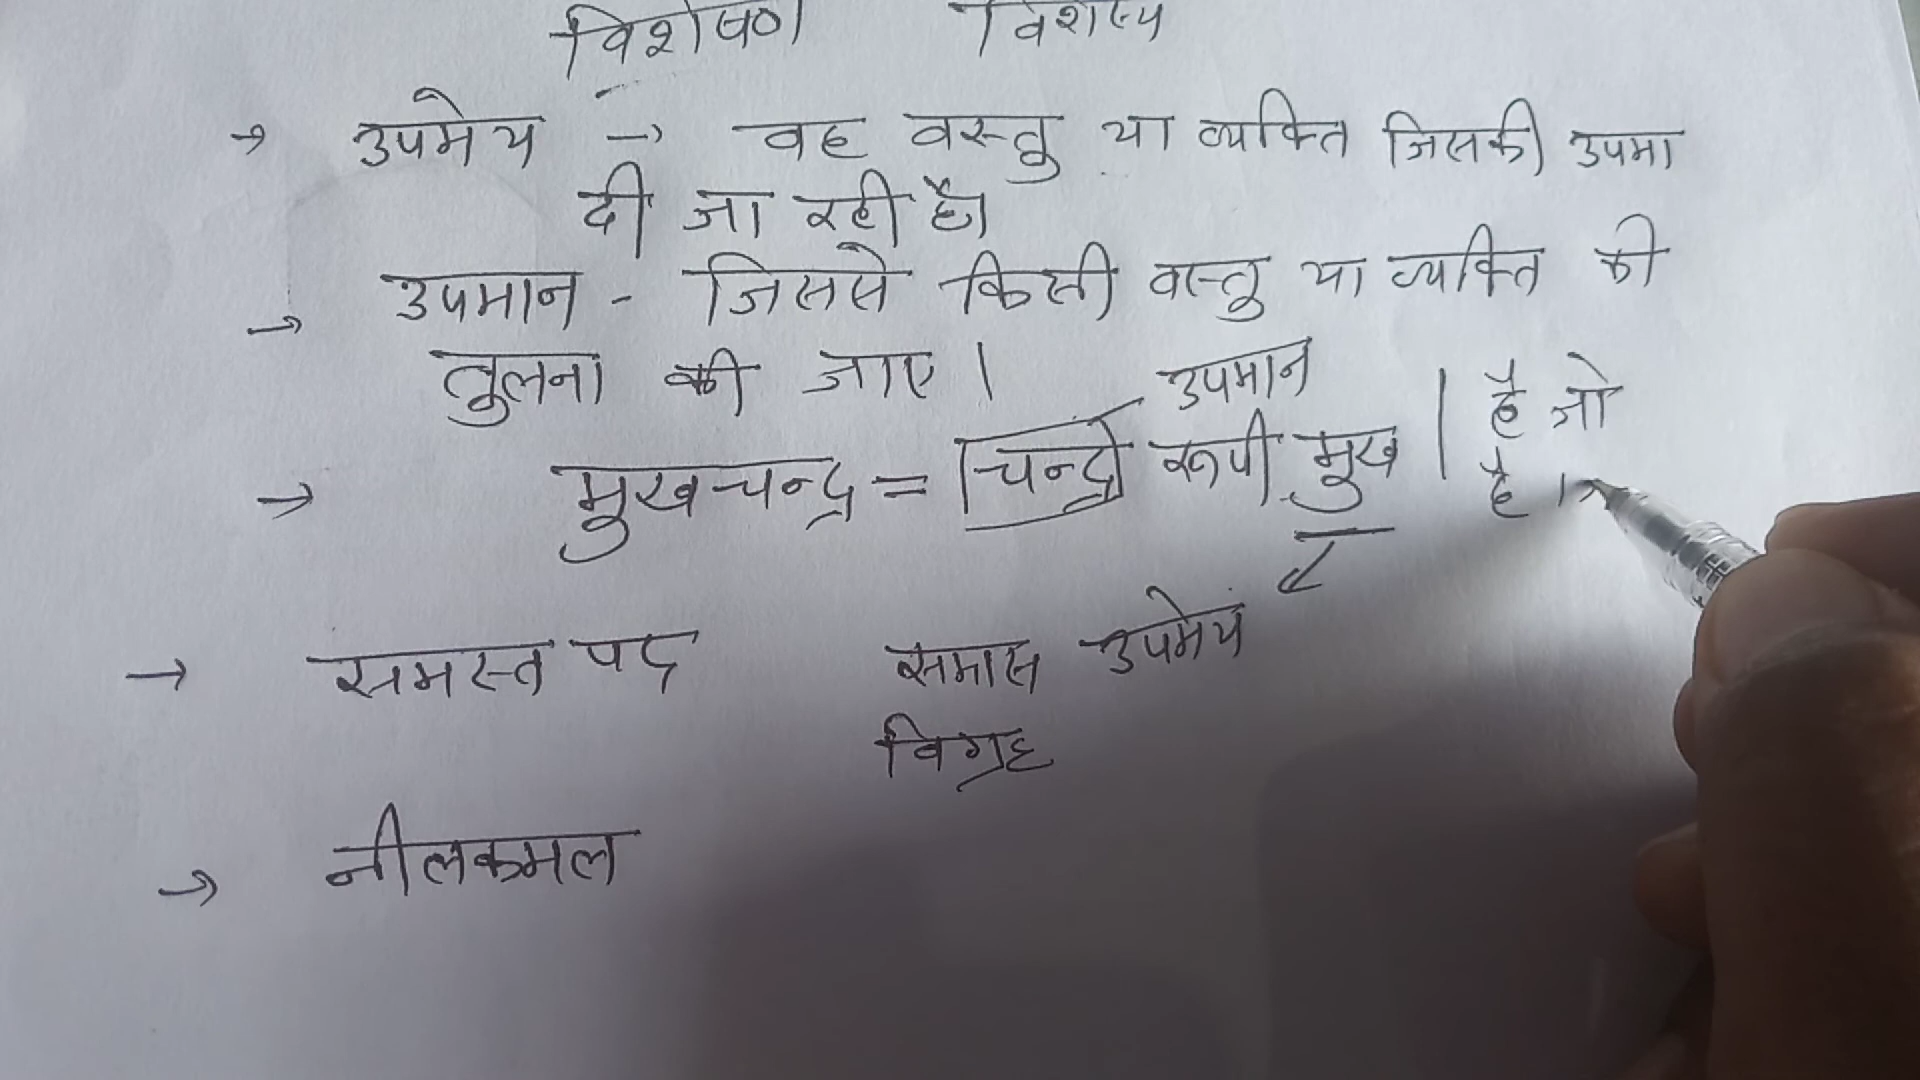 विशेषण विशेष्य
→ उपमेय → वह वस्तु या व्यक्ति जिसकी उपमा
दी जा रही है।
→ उपमान - जिससे किसी वस्तु या व्यक्ति की
तुलना की जाए।
उपमान
→ मुखचन्द्र = चन्द्र रूपी मुख | है जो
है
→ समस्त पद समास उपमेय
विग्रह
→ नीलकमल